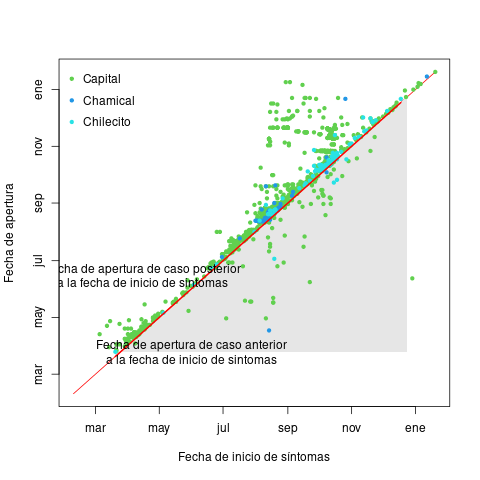 Capital
Chamical
Chilecito
Fecha de apertura
ene
nov
sep
jul
may
mar
cha de apertura de caso posterior
a la fecha de inicio de síntomas
Fecha de apertura de caso anterior
a la fecha de inicio de sintomas
mar
may
jul
sep
nov
ene
Fecha de inicio de síntomas